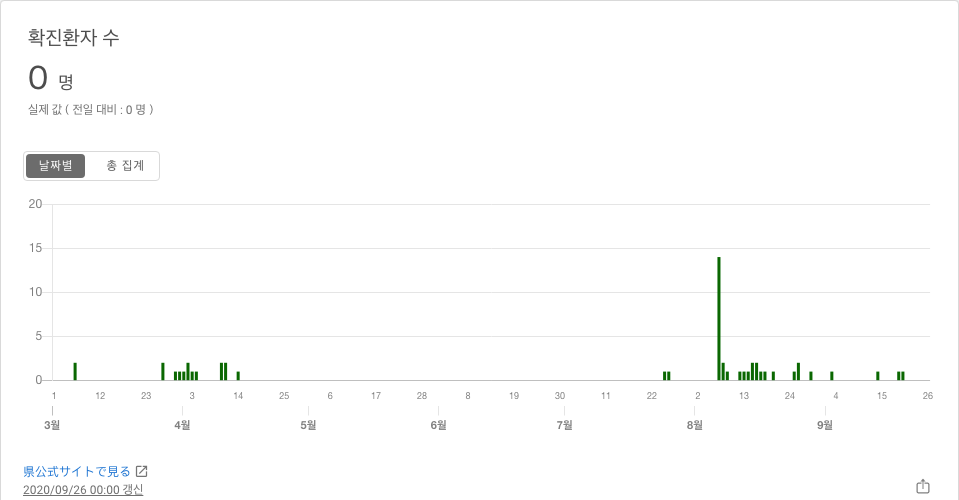 확진환자 수
0 명
실제 값 ( 전일 대비 : 0 명 )
날짜별 총 집계
20
15
10
5
0
1 12 23 3 14 25 6 17 28 8 19 30 11 22 2 13 24 4 15 26
3월 4월 5월 6월 7월 8월 9월
県公式サイトで見る
2020/09/26 00:00 갱신